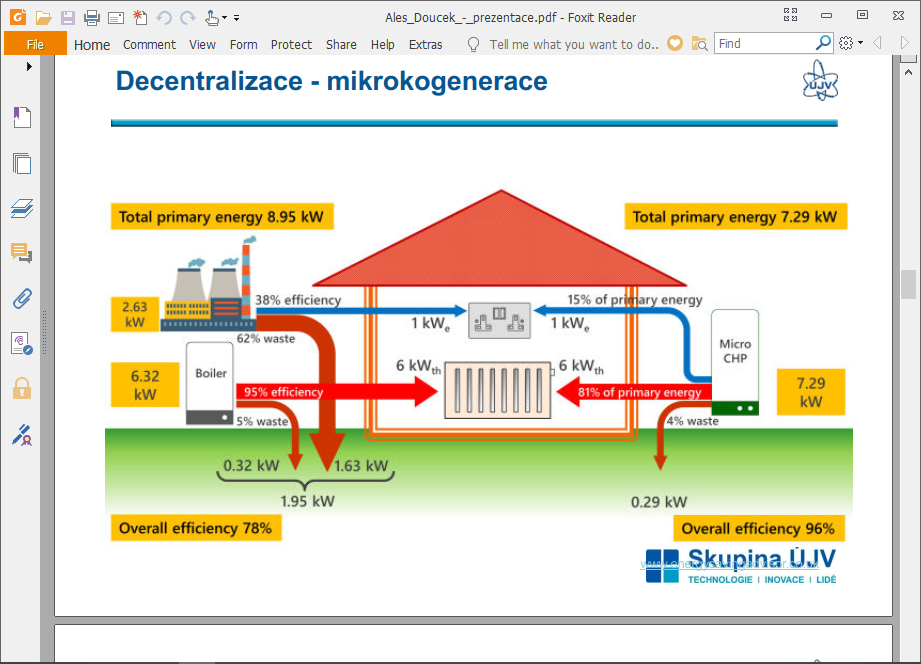 Ales_Doucek_-_prezentace.pdf - Foxit Reader
File Home Comment View Form Protect Share Help Extras Tell me what you want to do.. Find
Decentralizace - mikrokogenerace
ÚJV
Total primary energy 8.95 kW
Total primary energy 7.29 kW
38% efficiency
15% of primary energy
2.63
kW
1 kWe
1 kWe
62% waste
Micro
CHP
6 kWth
6 kWth
Boiler
6.32
kW
7.29
kW
95% efficiency
81% of primary energy
5% waste
4% waste
0.32 kW
1.63 kW
1.95 kW
0.29 kW
Overall efficiency 78%
Overall efficiency 96%
Skupina ÚJV
TECHNOLOGIE I INOVACE I LIDÉ